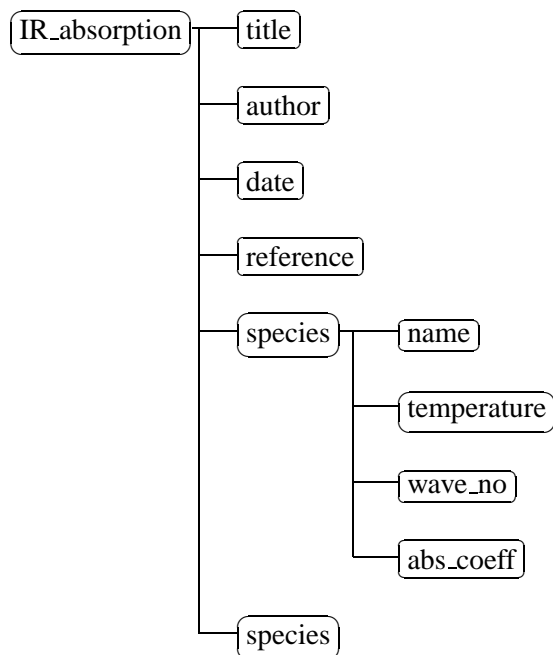 IR_absorption
title
author
date
reference
species
name
temperature
wave_no
abs_coeff
species